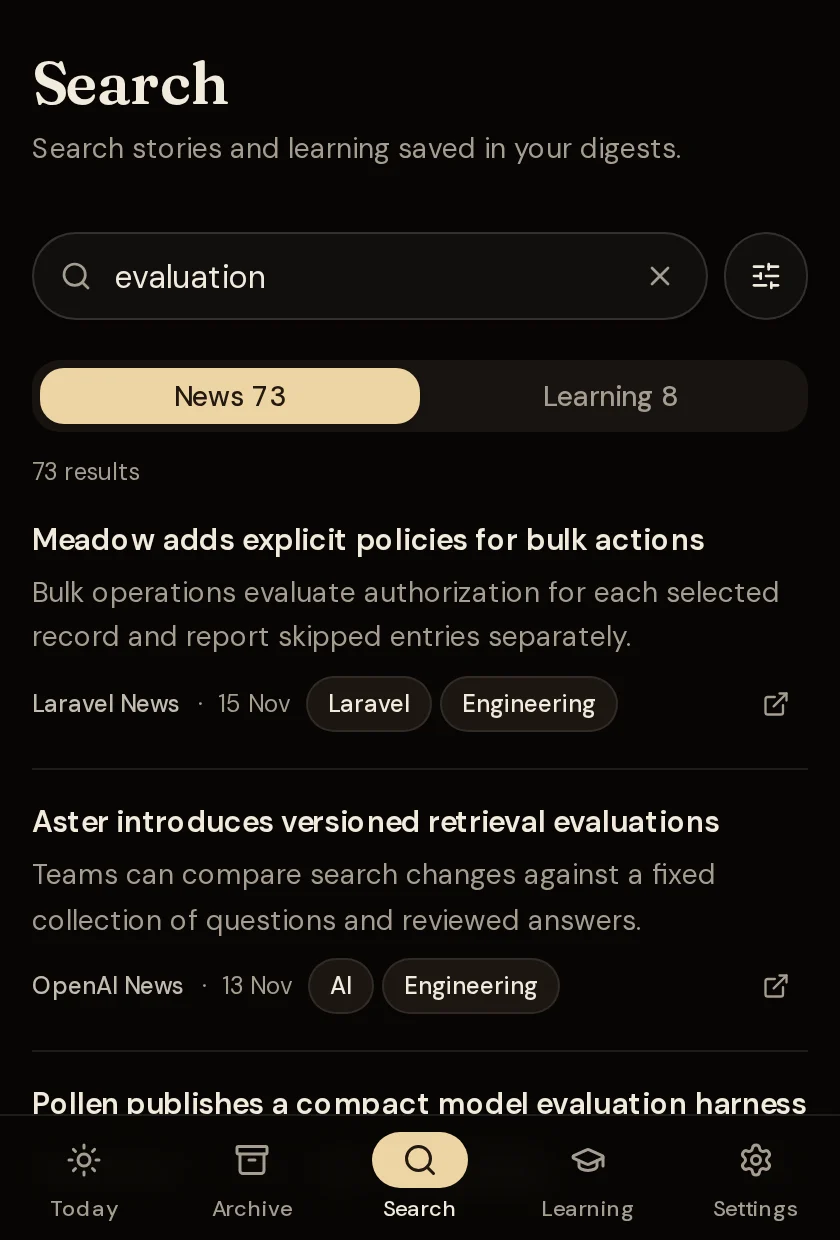 Search
Search stories and learning saved in your digests.
evaluation
News 73
Learning 8
73 results
Meadow adds explicit policies for bulk actions
Bulk operations evaluate authorization for each selected
record and report skipped entries separately.
Laravel News · 15 Nov Laravel Engineering
Aster introduces versioned retrieval evaluations
Teams can compare search changes against a fixed
collection of questions and reviewed answers.
OpenAI News · 13 Nov AI Engineering
Pollen publishes a compact model evaluation harness
Today Archive Search Learning Settings